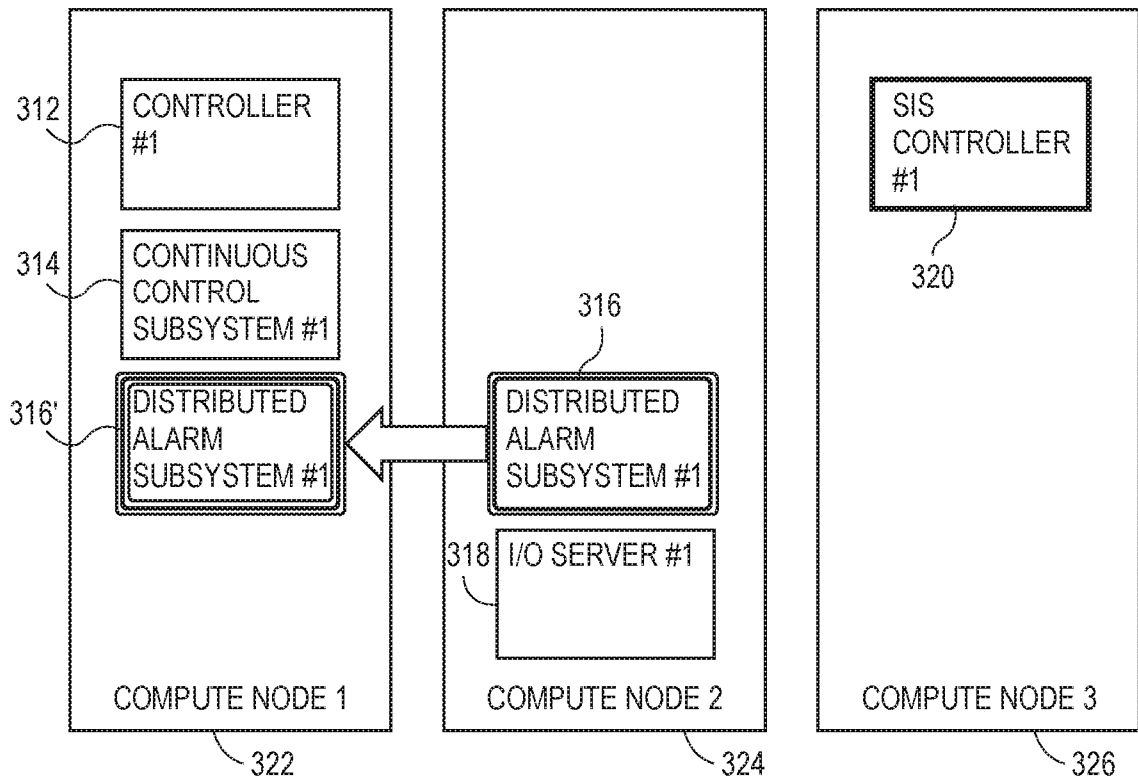 312
CONTROLLER
#1
314
CONTINUOUS
CONTROL
SUBSYSTEM #1
316'
DISTRIBUTED
ALARM
SUBSYSTEM #1
COMPUTE NODE 1
322
316
DISTRIBUTED
ALARM
SUBSYSTEM #1
318
I/O SERVER #1
COMPUTE NODE 2
324
SIS
CONTROLLER
#1
320
COMPUTE NODE 3
326